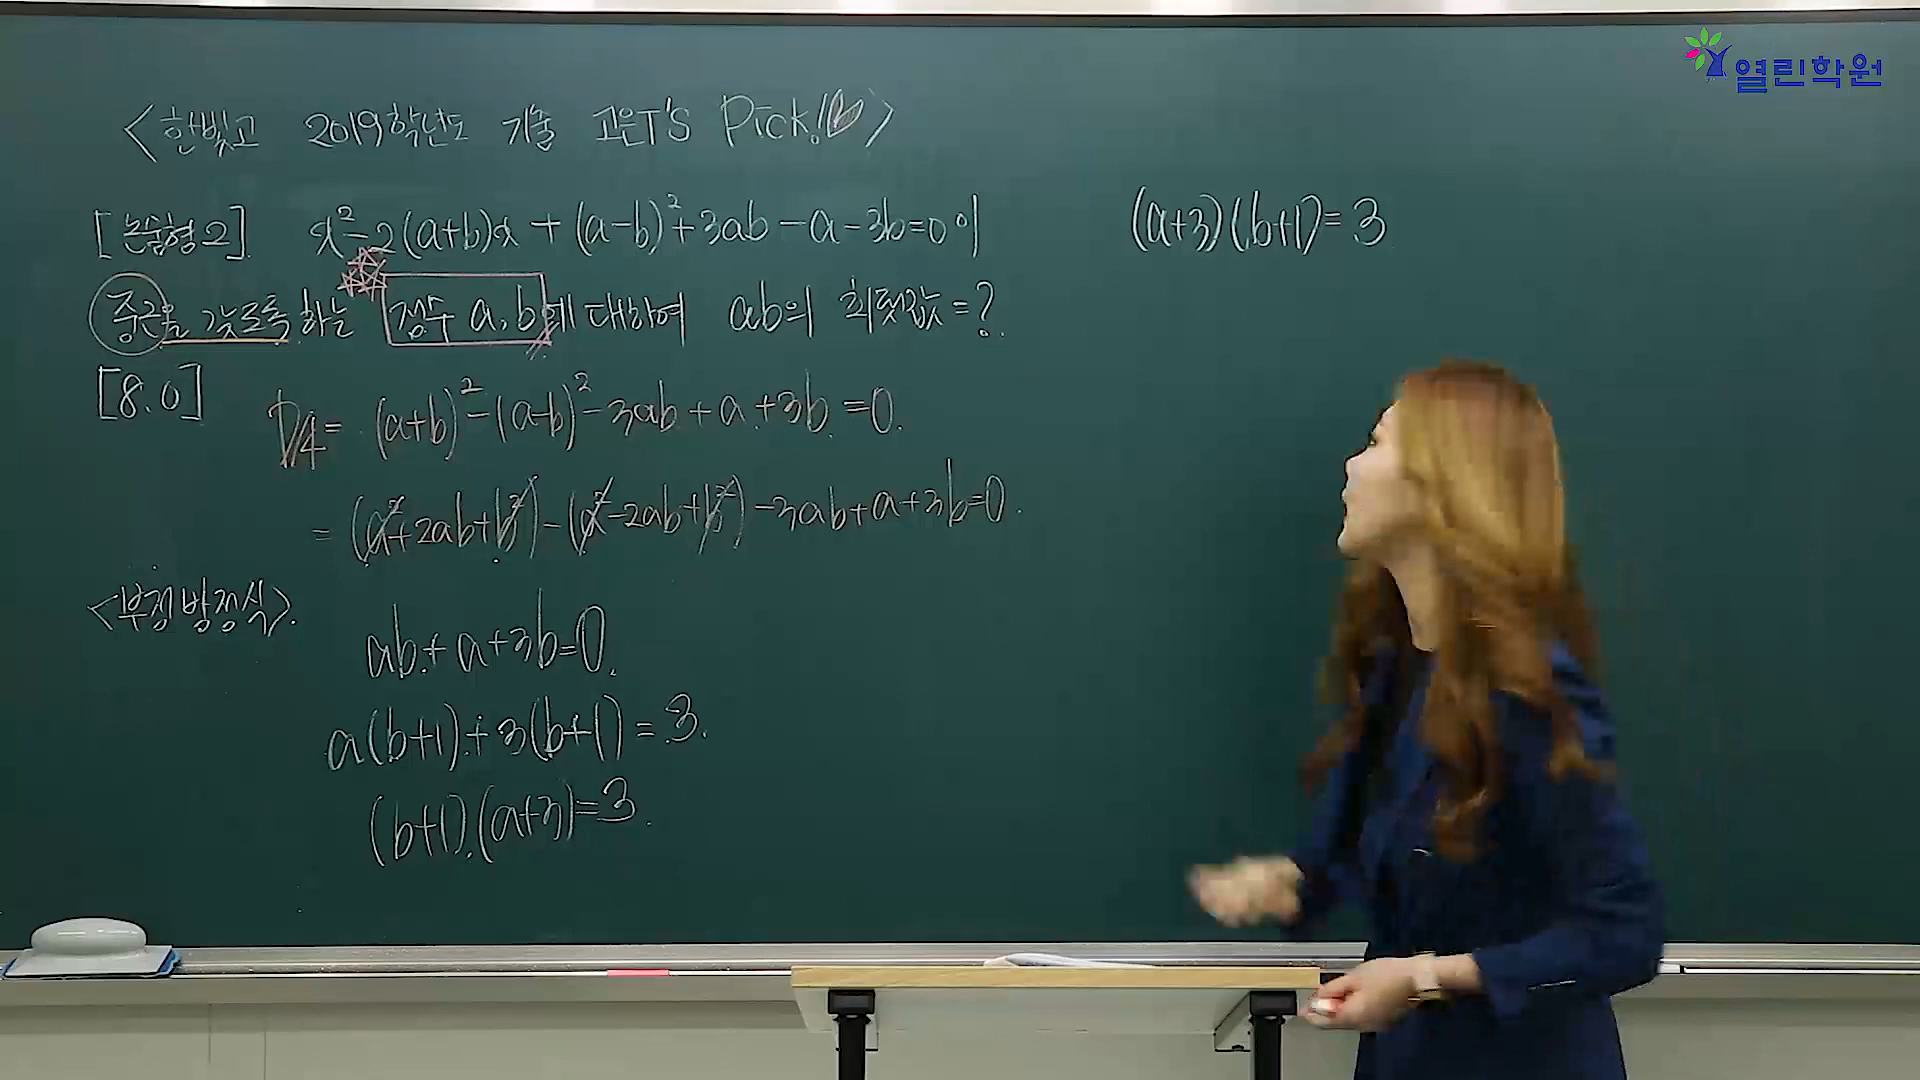 열린학원
<한빛고 2019학년도 기출 고은T'S Pick!>
[논술형2] x²-2(a+b)x+(a-b)²+3ab-a-3b=0이
중근을 갖도록 하는 정수 a,b에 대하여 ab의 최댓값=?
[8.0]
D/4= (a+b)²-(a-b)²-3ab+a+3b=0.
=(a²+2ab+b²)-(a²-2ab+b²)-3ab+a+3b=0.
<부정방정식>.
ab+a+3b=0.
a(b+1)+3(b+1)=3.
(b+1)(a+3)=3.
(a+3)(b+1)=3